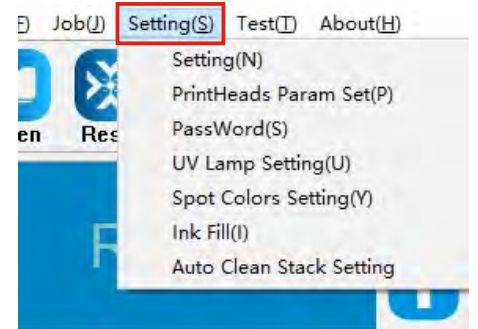 Job(J) Setting(S) Test(T) About(H)
Setting(N)
PrintHeads Param Set(P)
PassWord(S)
UV Lamp Setting(U)
Spot Colors Setting(Y)
Ink Fill(I)
Auto Clean Stack Setting